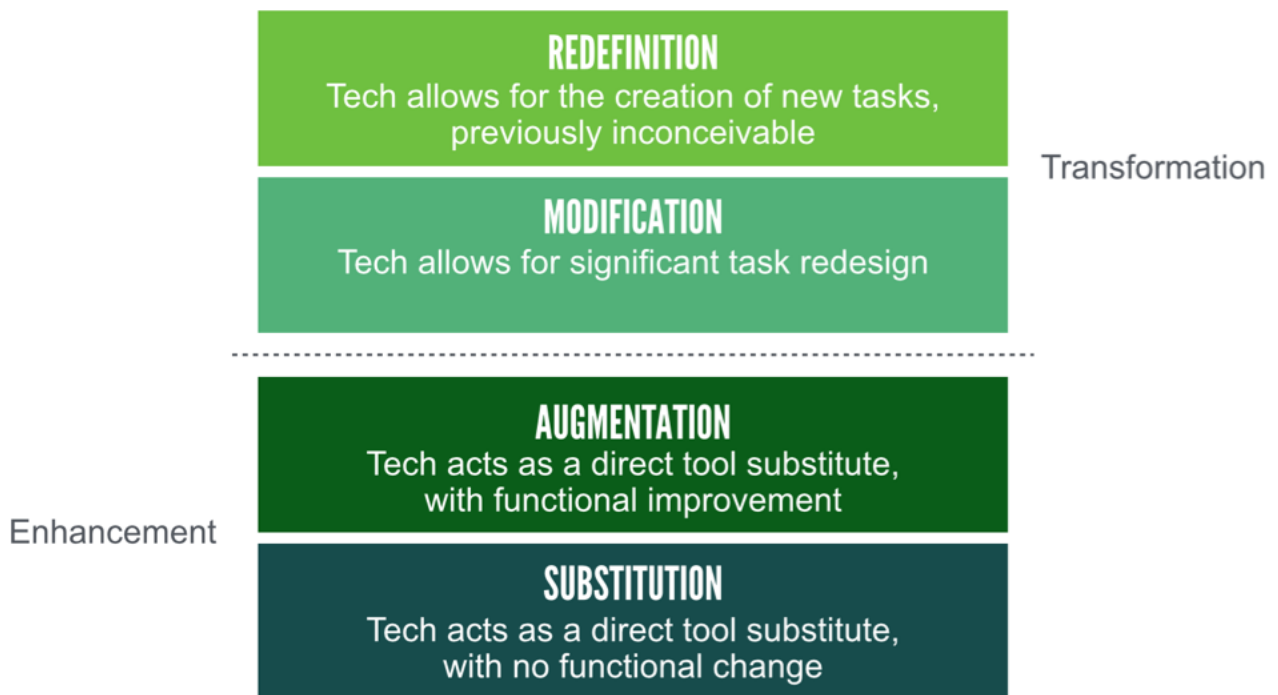 REDEFINITION
Tech allows for the creation of new tasks,
previously inconceivable
Transformation
MODIFICATION
Tech allows for significant task redesign
AUGMENTATION
Tech acts as a direct tool substitute,
with functional improvement
Enhancement
SUBSTITUTION
Tech acts as a direct tool substitute,
with no functional change